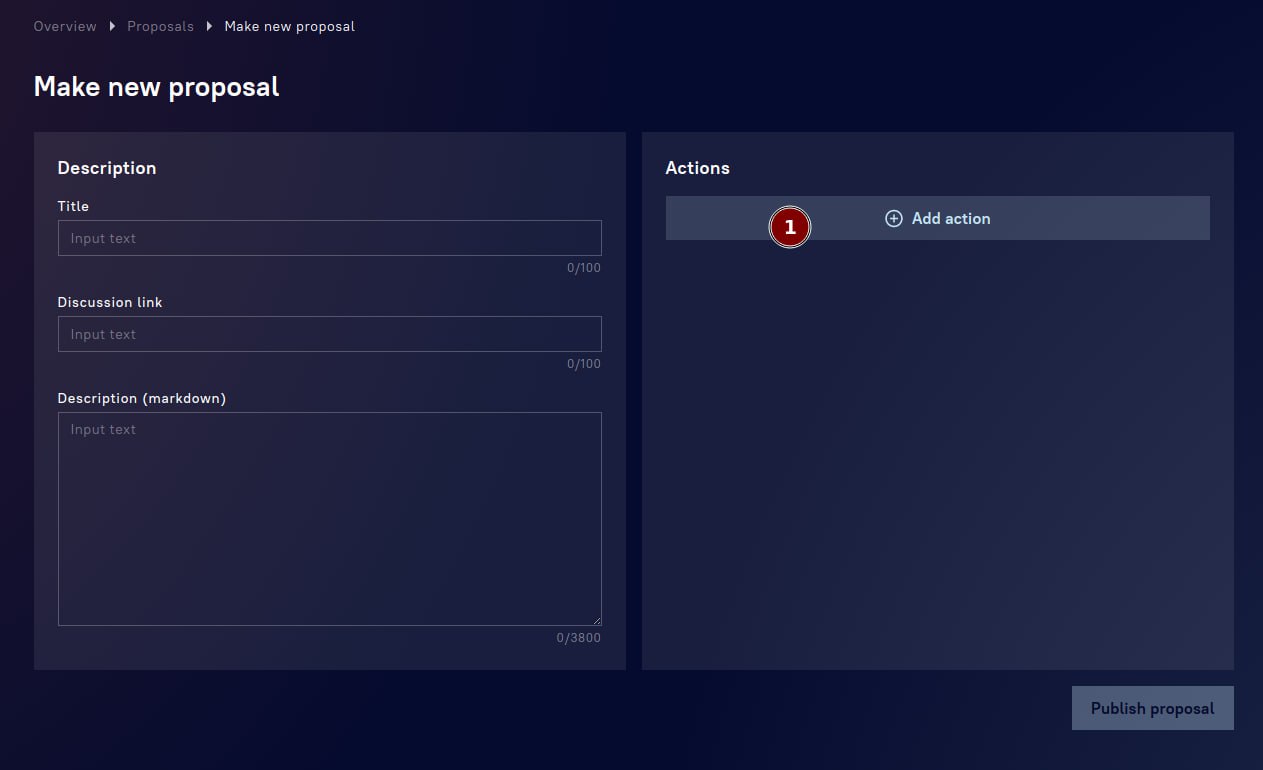 Overview Proposals Make new proposal
Make new proposal
Description
Title
Input text
0/100
Discussion link
Input text
0/100
Description (markdown)
Input text
0/3800
Actions
Add action
1
Publish proposal